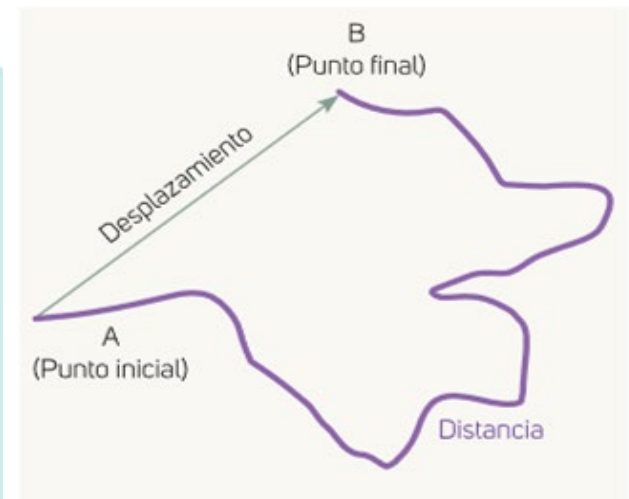 B
(Punto final)
Desplazamiento
A
(Punto inicial)
Distancia